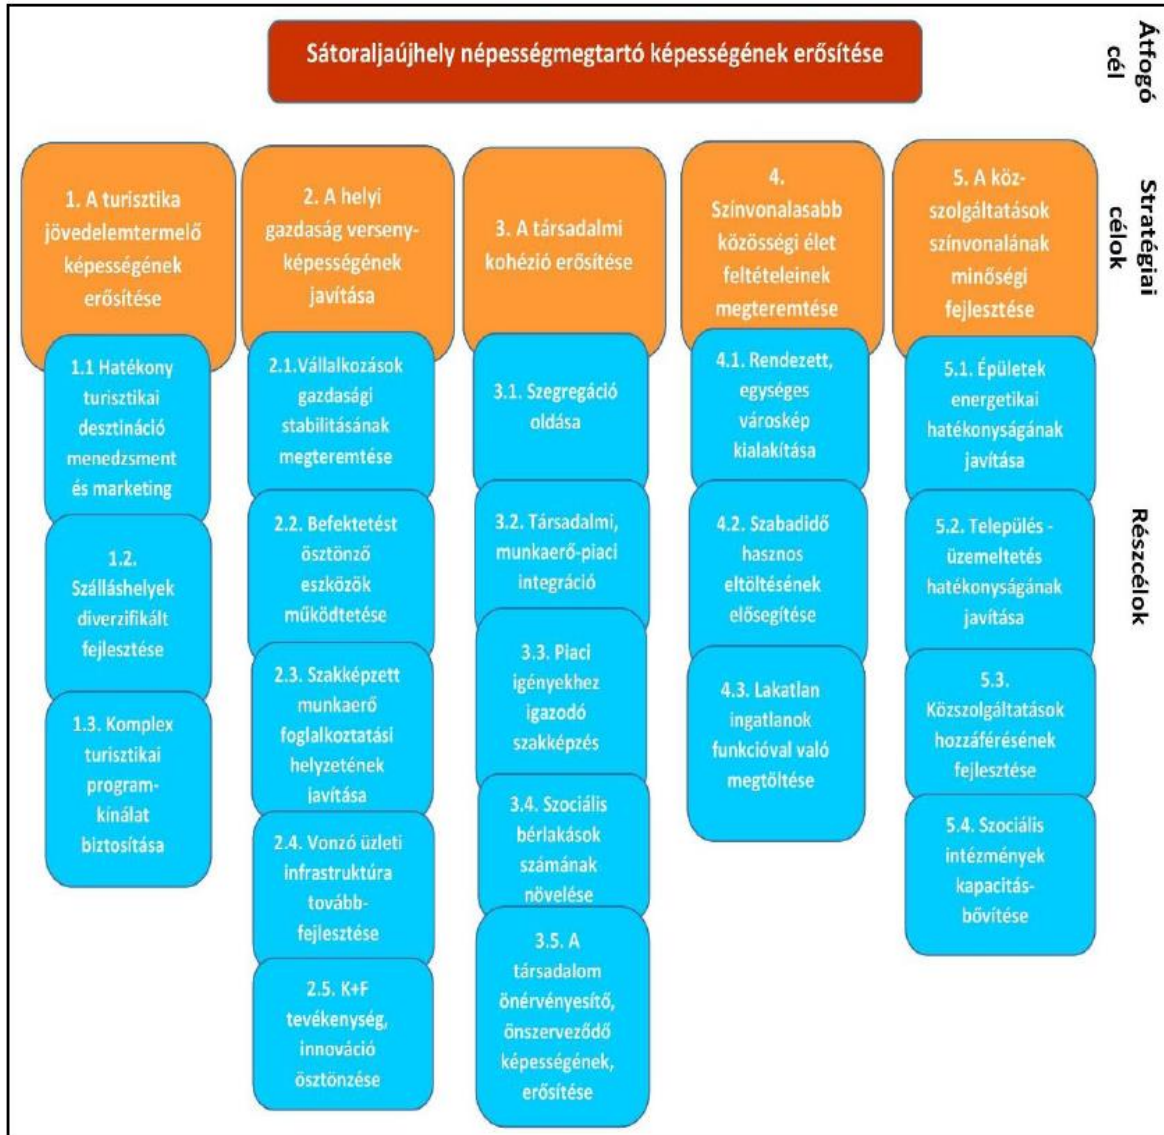 Sátoraljaújhely népességmegtartó képességének erősítése
Átfogó
cél
1. A turisztika
jövedelemtermelő
képességének
erősítése
2. A helyi
gazdaság verseny-
képességének
javítása
3. A társadalmi
kohézió erősítése
4.
Színvonalasabb
közösségi élet
feltételeinek
megteremtése
5. A köz-
szolgáltatások
színvonalának
minőségi
fejlesztése
Stratégiai
célok
1.1 Hatékony
turisztikai
desztináció
menedzsment
és marketing
1.2.
Szálláshelyek
diverzifikált
fejlesztése
1.3. Komplex
turisztikai
program-
kínálat
biztosítása
2.1.Vállalkozások
gazdasági
stabilitásának
megteremtése
2.2. Befektetést
ösztönző
eszközök
működtetése
2.3. Szakképzett
munkaerő
foglalkoztatási
helyzetének
javítása
2.4. Vonzó üzleti
infrastruktúra
tovább-
fejlesztése
2.5. K+F
tevékenység,
innováció
ösztönzése
3.1. Szegregáció
oldása
3.2. Társadalmi,
munkaerő-piaci
integráció
3.3. Piaci
igényekhez
igazodó
szakképzés
3.4. Szociális
bérlakások
számának
növelése
3.5. A
társadalom
önérvényesítő,
önszerveződő
képességének,
erősítése
4.1. Rendezett,
egységes
városkép
kialakítása
4.2. Szabadidő
hasznos
eltöltésének
elősegítése
4.3. Lakatlan
ingatlanok
funkcióval való
megtöltése
5.1. Épületek
energetikai
hatékonyságának
javítása
5.2. Település -
üzemeltetés
hatékonyságának
javítása
5.3.
Közszolgáltatások
hozzáférésének
fejlesztése
5.4. Szociális
intézmények
kapacitás-
bővítése
Részcélok